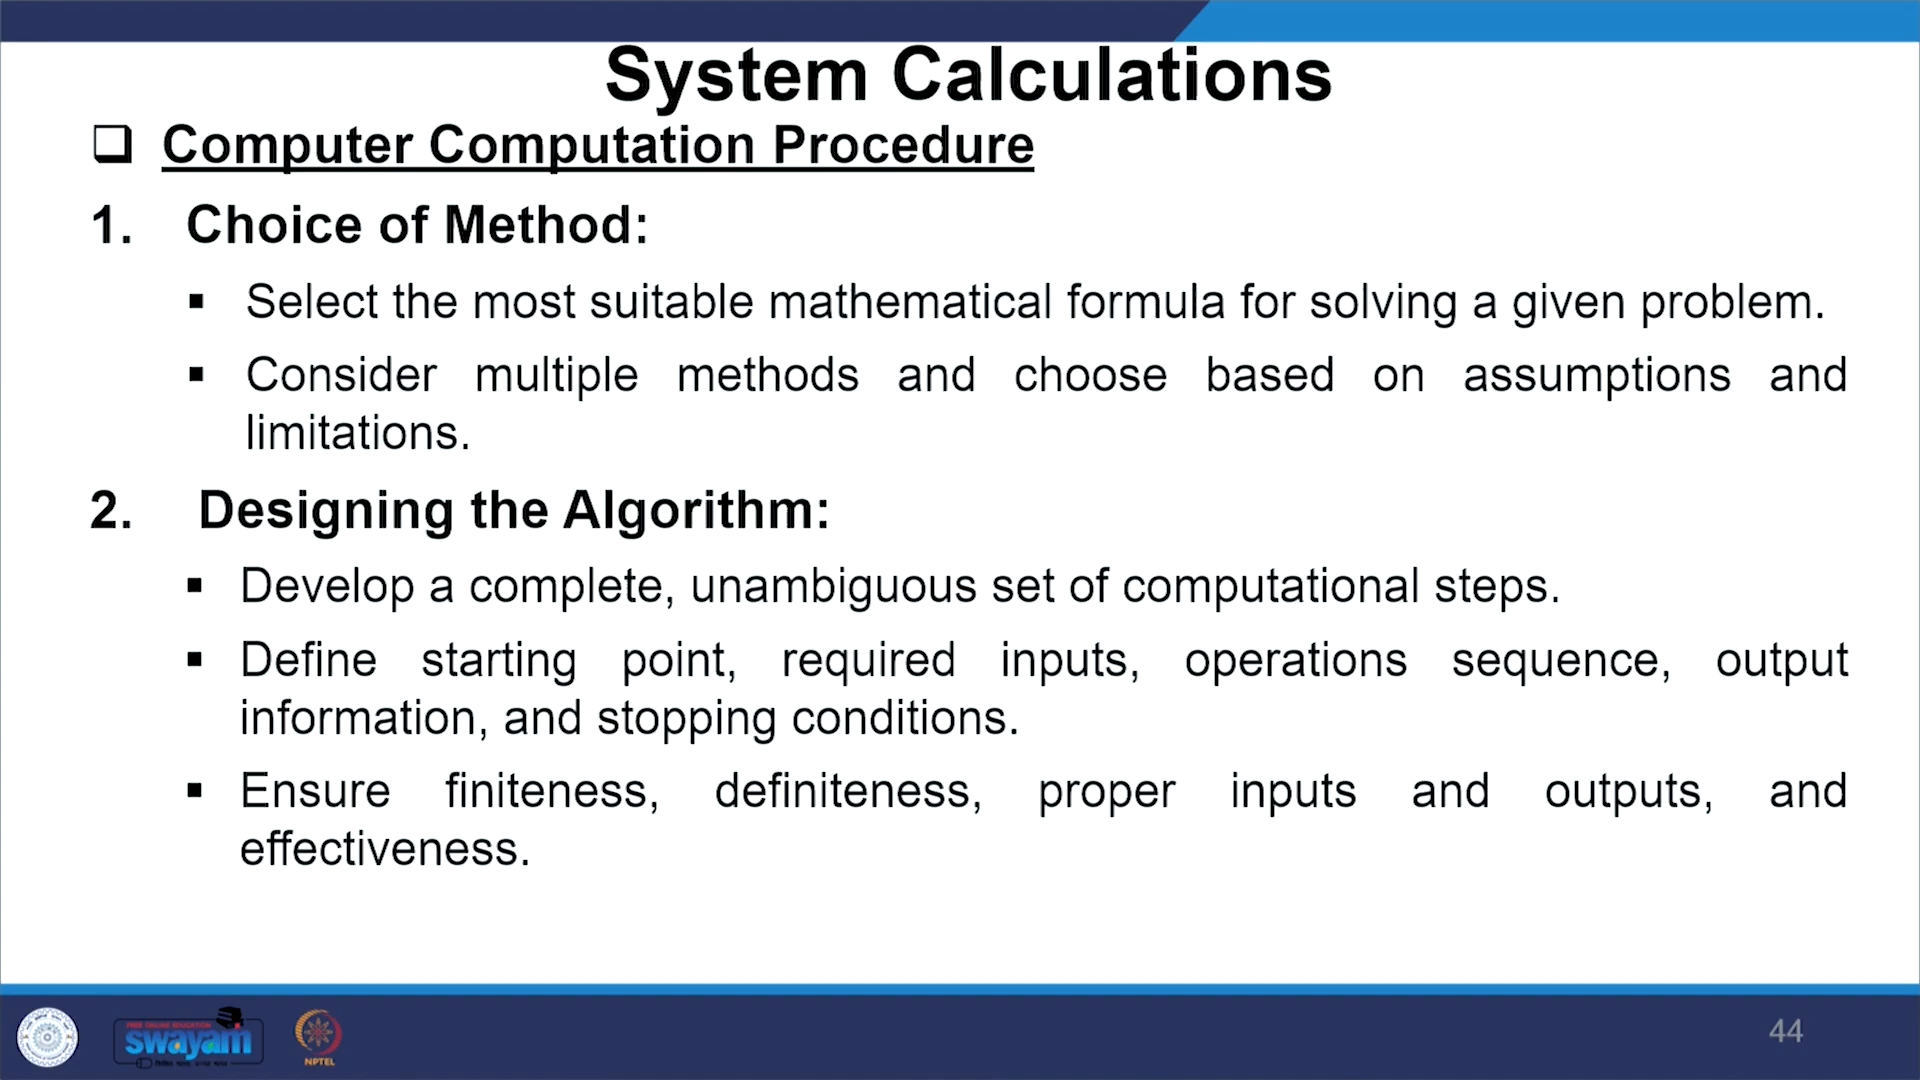 System Calculations
❑ Computer Computation Procedure
1. Choice of Method:
▪ Select the most suitable mathematical formula for solving a given problem.
▪ Consider multiple methods and choose based on assumptions and
limitations.
2. Designing the Algorithm:
▪ Develop a complete, unambiguous set of computational steps.
▪ Define starting point, required inputs, operations sequence, output
information, and stopping conditions.
▪ Ensure finiteness, definiteness, proper inputs and outputs, and
effectiveness.
FREE ONLINE EDUCATION
swayam
NPTEL
44